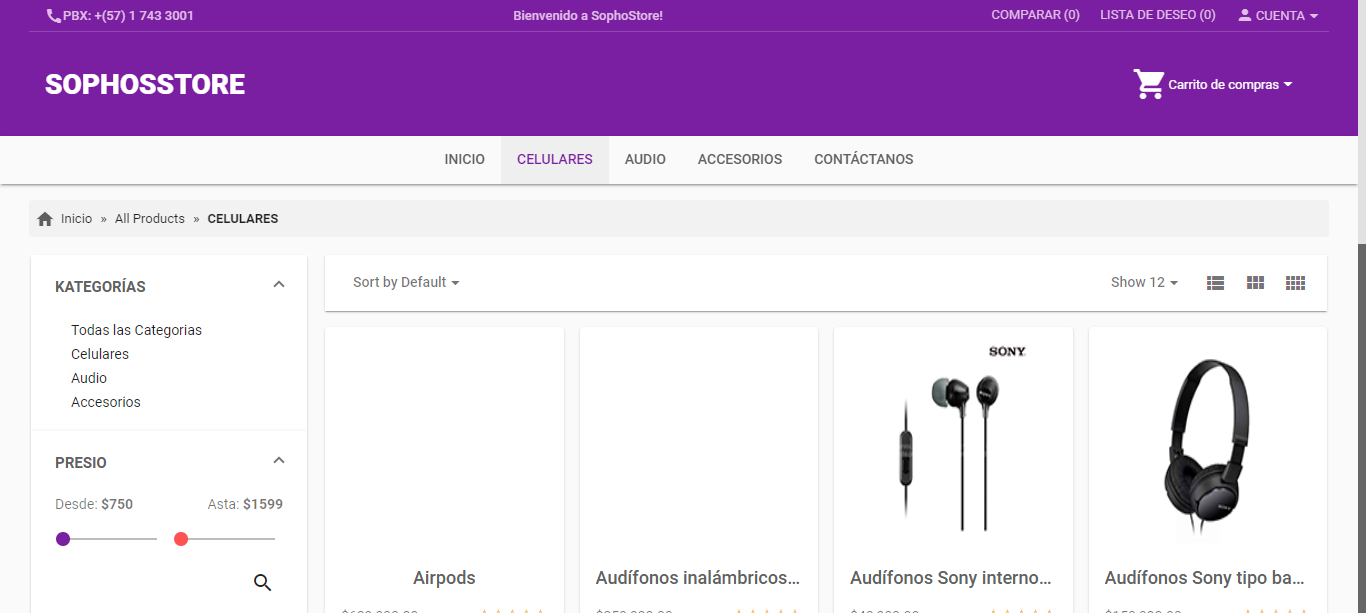 PBX: +(57) 1 743 3001
Bienvenido a SophoStore!
COMPARAR (0) LISTA DE DESEO (0) CUENTA
SOPHOSSTORE
Carrito de compras
INICIO CELULARES AUDIO ACCESORIOS CONTÁCTANOS
Inicio » All Products » CELULARES
KATEGORÍAS
Todas las Categorias
Celulares
Audio
Accesorios
PRESIO
Desde: $750 Asta: $1599
Sort by Default
Show 12
SONY
Airpods
Audífonos inalámbricos...
Audífonos Sony interno...
Audífonos Sony tipo ba...